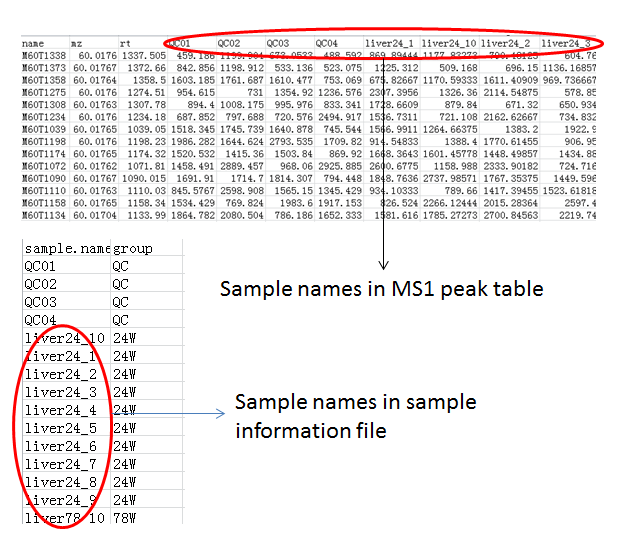 name mz rt QC01 QC02 QC03 QC04 liver24_1 liver24_10 liver24_2 liver24_3
M60T1338 60.0176 1337.505 459.186 488.592 869.89444 604.76
M60T1373 60.01767 1372.66 842.856 1198.912 533.136 523.075 1225.312 509.168 696.15 1136.16857
M60T1358 60.01764 1358.5 1603.185 1761.687 1610.477 753.069 675.82667 1170.59333 1611.40909 969.736667
M60T1275 60.01764 1274.51 954.615 731 1354.92 1236.576 2307.3956 1326.36 2114.54875 578.85
M60T1308 60.01763 1307.78 894.4 1008.175 995.976 833.341 1728.6609 879.84 671.32 650.934
M60T1234 60.0176 1234.18 687.852 797.688 720.576 2494.917 1536.7311 721.108 2162.62667 734.832
M60T1039 60.01765 1039.05 1518.345 1745.739 1640.878 745.544 1566.9911 1264.66375 1383.2 1922.9
M60T1198 60.0176 1198.23 1986.282 1644.624 2793.535 1709.82 914.54833 1388.4 1770.61455 906.95
M60T1174 60.01765 1174.32 1520.532 1415.36 1503.84 869.92 1668.3643 1601.45778 1448.49857 1434.88
M60T1072 60.01762 1071.81 1458.491 2889.457 968.06 2925.885 2600.6775 1158.988 2333.90182 724.716
M60T1090 60.01767 1090.015 1691.91 1714.7 1814.307 794.448 1848.7636 2737.98571 1767.35375 1449.596
M60T1110 60.01763 1110.03 845.5767 2598.908 1565.15 1345.429 934.10333 789.66 1417.39455 1523.61818
M60T1158 60.01765 1158.34 1534.429 769.824 1983.6 1917.153 826.524 2266.12444 2015.28364 2597.4
M60T1134 60.01704 1133.99 1864.782 2080.504 786.186 1652.333 1581.616 1785.27273 2700.84563 2219.74
Sample names in MS1 peak table
sample.name group
QC01 QC
QC02 QC
QC03 QC
QC04 QC
liver24_10 24W
liver24_1 24W
liver24_2 24W
liver24_3 24W
liver24_4 24W
liver24_5 24W
liver24_6 24W
liver24_7 24W
liver24_8 24W
liver24_9 24W
liver78_10 78W
Sample names in sample
information file